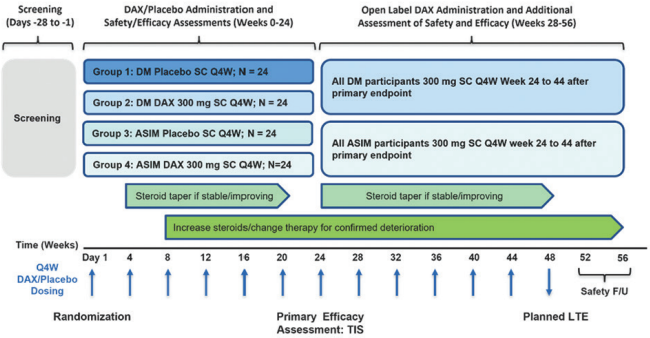 Screening
(Days -28 to -1)
DAX/Placebo Administration and
Safety/Efficacy Assessments (Weeks 0-24)
Open Label DAX Administration and Additional
Assessment of Safety and Efficacy (Weeks 28-56)
Screening
Group 1: DM Placebo SC Q4W; N = 24
Group 2: DM DAX 300 mg SC Q4W; N = 24
Group 3: ASIM Placebo SC Q4W; N = 24
Group 4: ASIM DAX 300 mg SC Q4W; N=24
All DM participants 300 mg SC Q4W Week 24 to 44 after
primary endpoint
All ASIM participants 300 mg SC Q4W week 24 to 44 after
primary endpoint
Steroid taper if stable/improving
Steroid taper if stable/improving
Increase steroids/change therapy for confirmed deterioration
Time (Weeks) Day 1 4 8 12 16 20 24 28 32 36 40 44 48 52 56
Q4W
DAX/Placebo
Dosing
Safety F/U
Randomization
Primary Efficacy
Assessment: TIS
Planned LTE